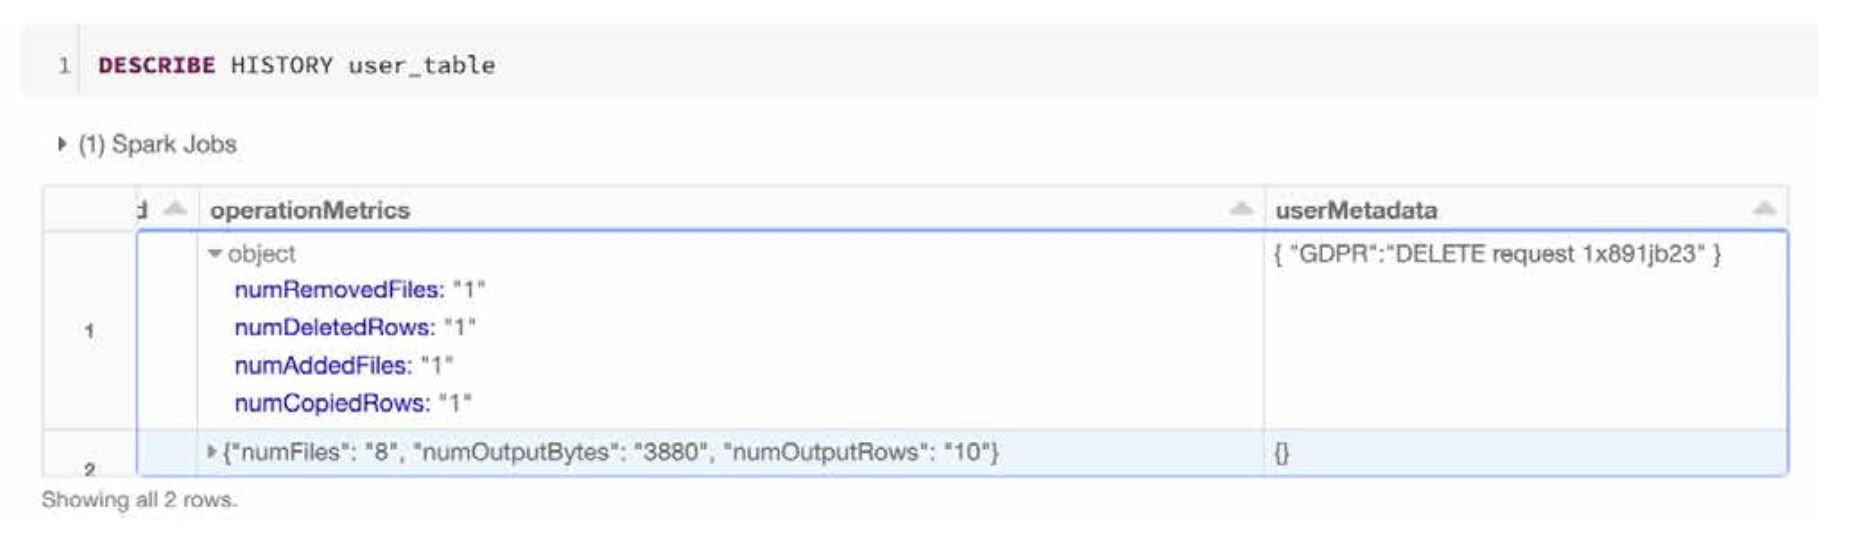 1 DESCRIBE HISTORY user_table
(1) Spark Jobs
d operationMetrics userMetadata
object { "GDPR":"DELETE request 1x891jb23" }
numRemovedFiles: "1"
1 numDeletedRows: "1"
numAddedFiles: "1"
numCopiedRows: "1"
2 {"numFiles": "8", "numOutputBytes": "3880", "numOutputRows": "10"} {}
Showing all 2 rows.